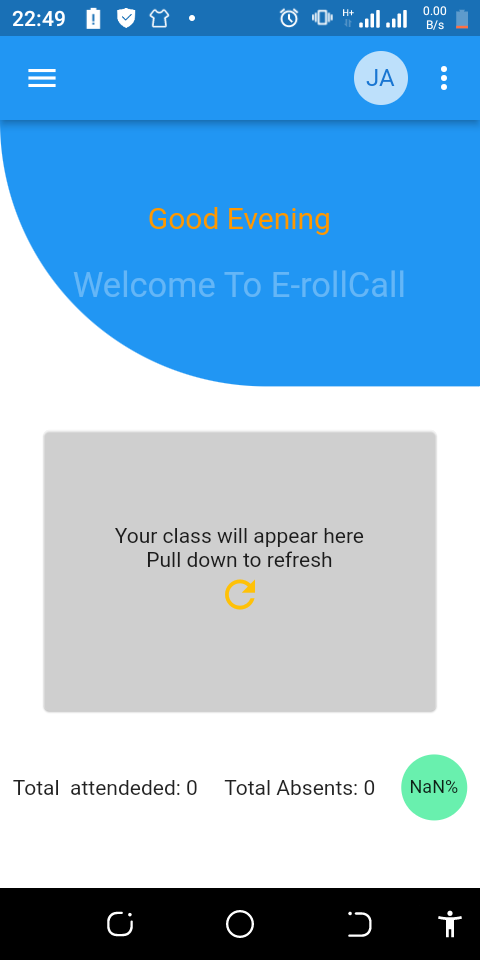 22:49
H+
0.00
B/s
JA
Good Evening
Welcome To E-rollCall
Your class will appear here
Pull down to refresh
Total  attendeded: 0
Total Absents: 0
NaN%